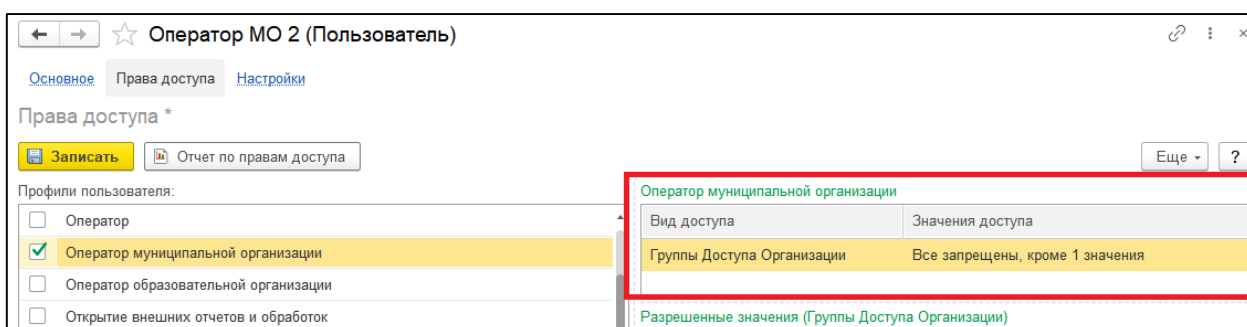 Оператор МО 2 (Пользователь)
Основное Права доступа Настройки
Права доступа *
Записать Отчет по правам доступа Еще ?
Профили пользователя:
Оператор
Оператор муниципальной организации
Оператор образовательной организации
Открытие внешних отчетов и обработок
Оператор муниципальной организации
Вид доступа Значения доступа
Группы Доступа Организации Все запрещены, кроме 1 значения
Разрешенные значения (Группы Доступа Организации)